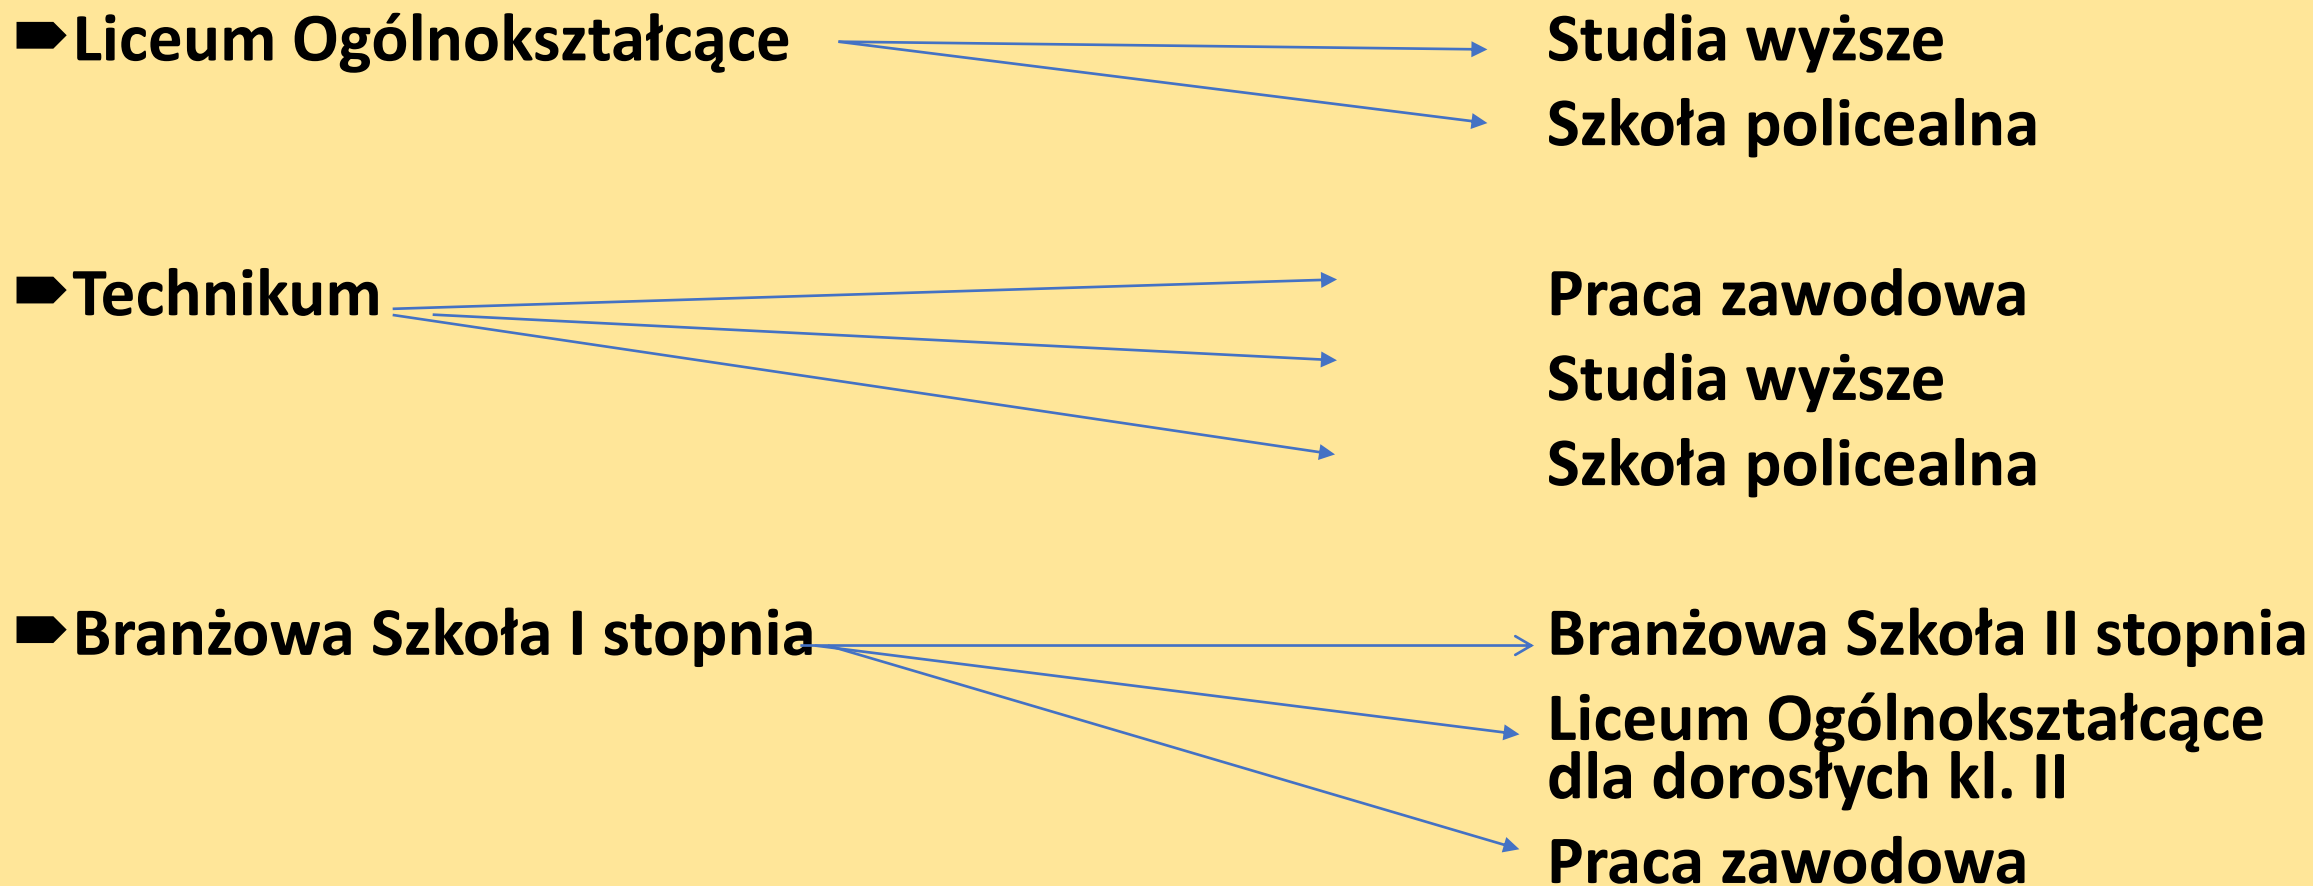 Liceum Ogólnokształcące Studia wyższe
Szkoła policealna
Technikum Praca zawodowa
Studia wyższe
Szkoła policealna
Branżowa Szkoła I stopnia Branżowa Szkoła II stopnia
Liceum Ogólnokształcące
dla dorosłych kl. II
Praca zawodowa